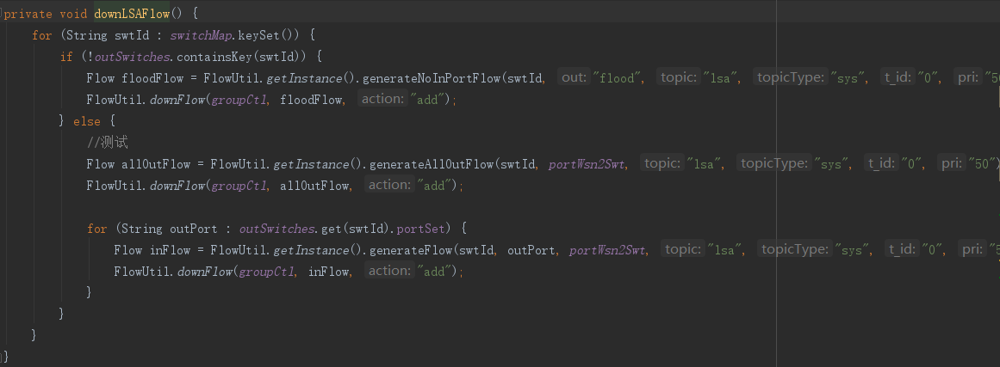 private void downLSAFlow() {
for (String swtId : switchMap.keySet()) {
if (!outSwitches.containsKey(swtId)) {
Flow floodFlow = FlowUtil.getInstance().generateNoInPortFlow(swtId, out: "flood", topic: "lsa", topicType: "sys", t_id: "0", pri: "50
FlowUtil.downFlow(groupCtl, floodFlow, action: "add");
} else {
//测试
Flow allOutFlow = FlowUtil.getInstance().generateAllOutFlow(swtId, portWsn2Swt, topic: "lsa", topicType: "sys", t_id: "0", pri: "50")
FlowUtil.downFlow(groupCtl, allOutFlow, action: "add");
for (String outPort : outSwitches.get(swtId).portSet) {
Flow inFlow = FlowUtil.getInstance().generateFlow(swtId, outPort, portWsn2Swt, topic: "lsa", topicType: "sys", t_id: "0", pri: "5
FlowUtil.downFlow(groupCtl, inFlow, action: "add");
}
}
}
}